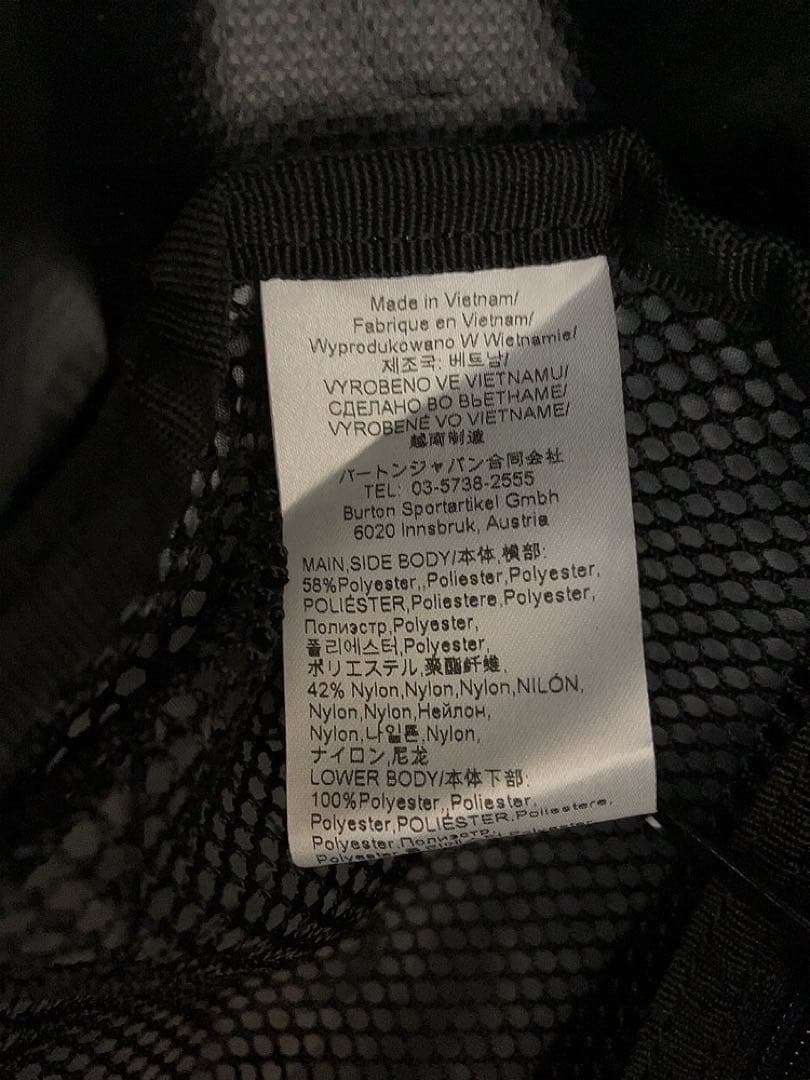 Made in Vietnam/
Fabrique en Vietnam/
Wyprodukowano W Wietnamie/
제조국: 베트남/
VYROBENO VE VIETNAMU/
СДЕЛАНО ВО ВЬЕТНАМЕ/
VYROBENÉ VO VIETNAME/
越南制造
バートンジャパン合同会社
TEL: 03-5738-2555
Burton Sportartikel Gmbh
6020 Innsbruk, Austria
MAIN,SIDE BODY/本体,横部:
58%Polyester,,Poliester,Polyester,
POLIÉSTER,Poliestere,Polyester,
Полиэстр,Polyester,
폴리에스터,Polyester,
ポリエステル,聚酯纤维,
42% Nylon,Nylon,Nylon,NILÓN,
Nylon,Nylon,Нейлон,
Nylon,나일론,Nylon,
ナイロン,尼龙
LOWER BODY/本体下部:
100%Polyester,,Poliester,
Polyester,POLIÉSTER,Poliestere,
Polyester,Полиэстр,